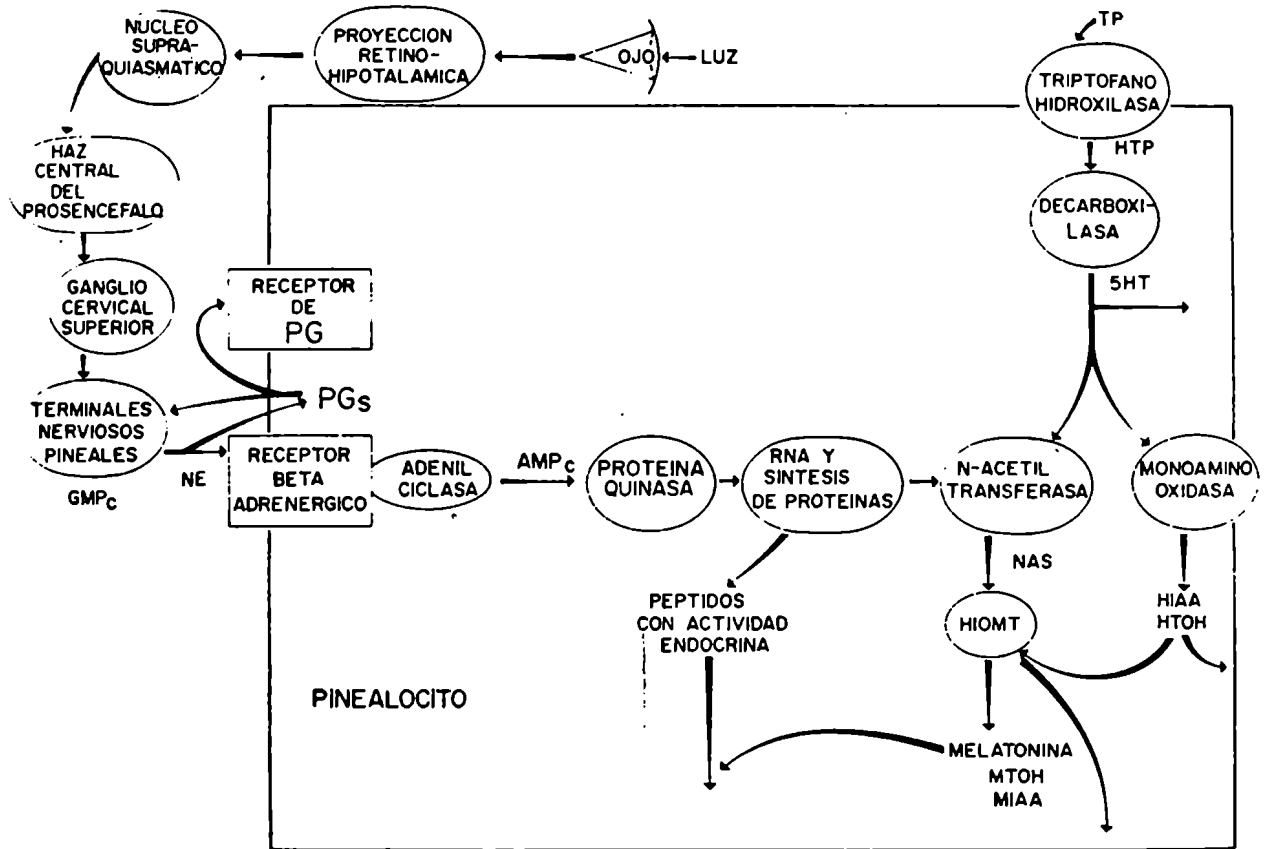 NUCLEO
SUPRA-
QUIASMATICO
PROYECCION
RETINO-
HIPOTALAMICA
OJO
LUZ
TP
TRIPTOFANO
HIDROXILASA
HTP
DECARBOXI-
LASA
5HT
HAZ
CENTRAL
DEL
PROSENCEFALO
GANGLIO
CERVICAL
SUPERIOR
TERMINALES
NERVIOSOS
PINEALES
GMPc
NE
RECEPTOR
DE
PG
PGs
RECEPTOR
BETA
ADRENERGICO
ADENIL
CICLASA
AMPc
PROTEINA
QUINASA
RNA Y
SINTESIS
DE PROTEINAS
N-ACETIL
TRANSFERASA
MONOAMINO
OXIDASA
NAS
HIOMT
HIAA
HTOH
PEPTIDOS
CON ACTIVIDAD
ENDOCRINA
PINEALOCITO
MELATONINA
MTOH
MIAA